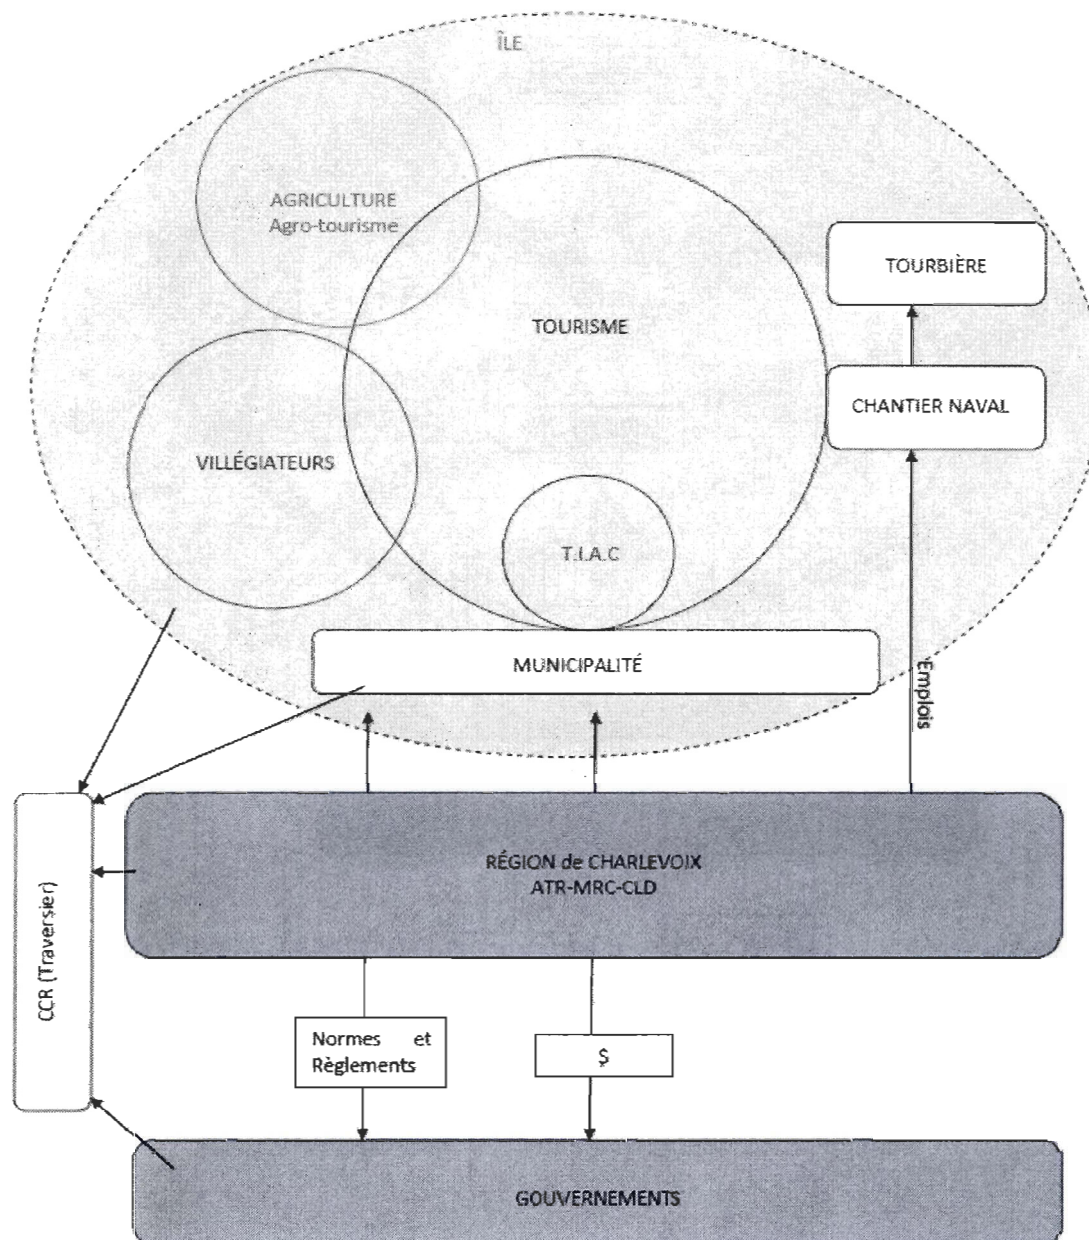 ÎLE
AGRICULTURE
Agro-tourisme
TOURISME
TOURBIÈRE
CHANTIER NAVAL
VILLÉGIATEURS
T.I.A.C
MUNICIPALITÉ
Emplois
RÉGION de CHARLEVOIX
ATR-MRC-CLD
CCR (Traversier)
Normes et
Règlements
$
GOUVERNEMENTS